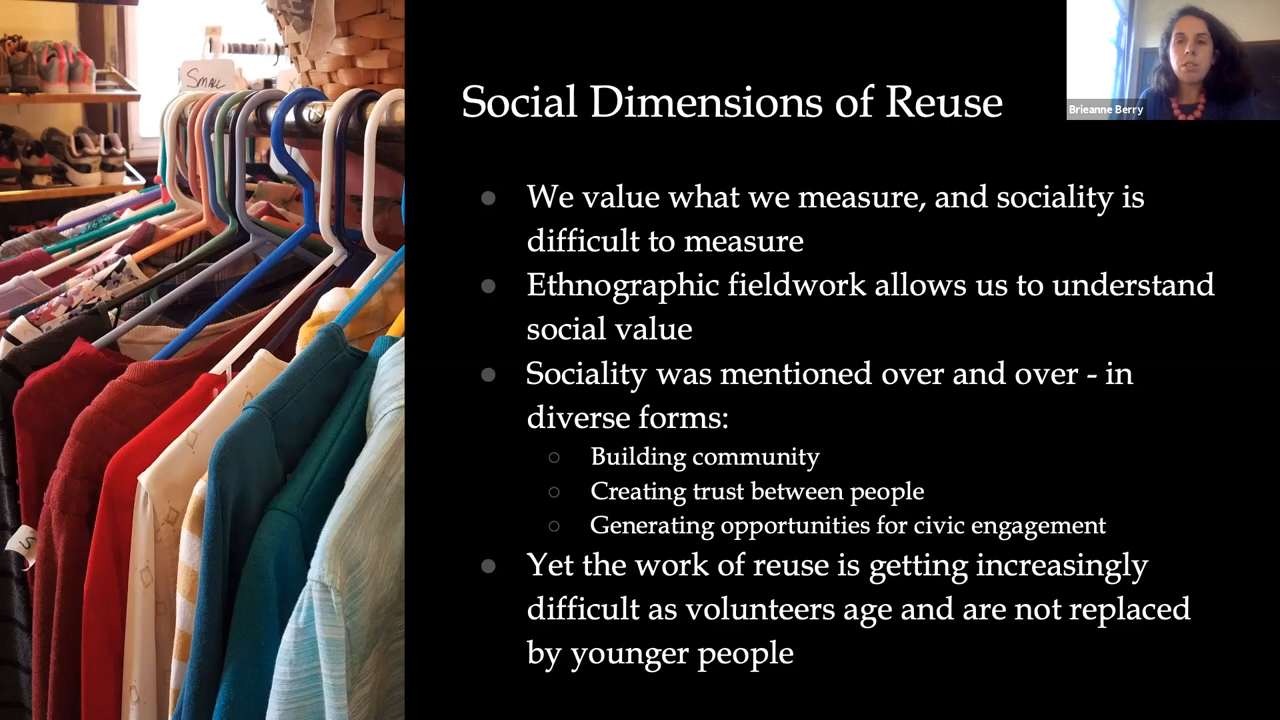 SMALL
Social Dimensions of Reuse
Brieanne Berry
● We value what we measure, and sociality is
difficult to measure
● Ethnographic fieldwork allows us to understand
social value
● Sociality was mentioned over and over - in
diverse forms:
○ Building community
○ Creating trust between people
○ Generating opportunities for civic engagement
● Yet the work of reuse is getting increasingly
difficult as volunteers age and are not replaced
by younger people
S